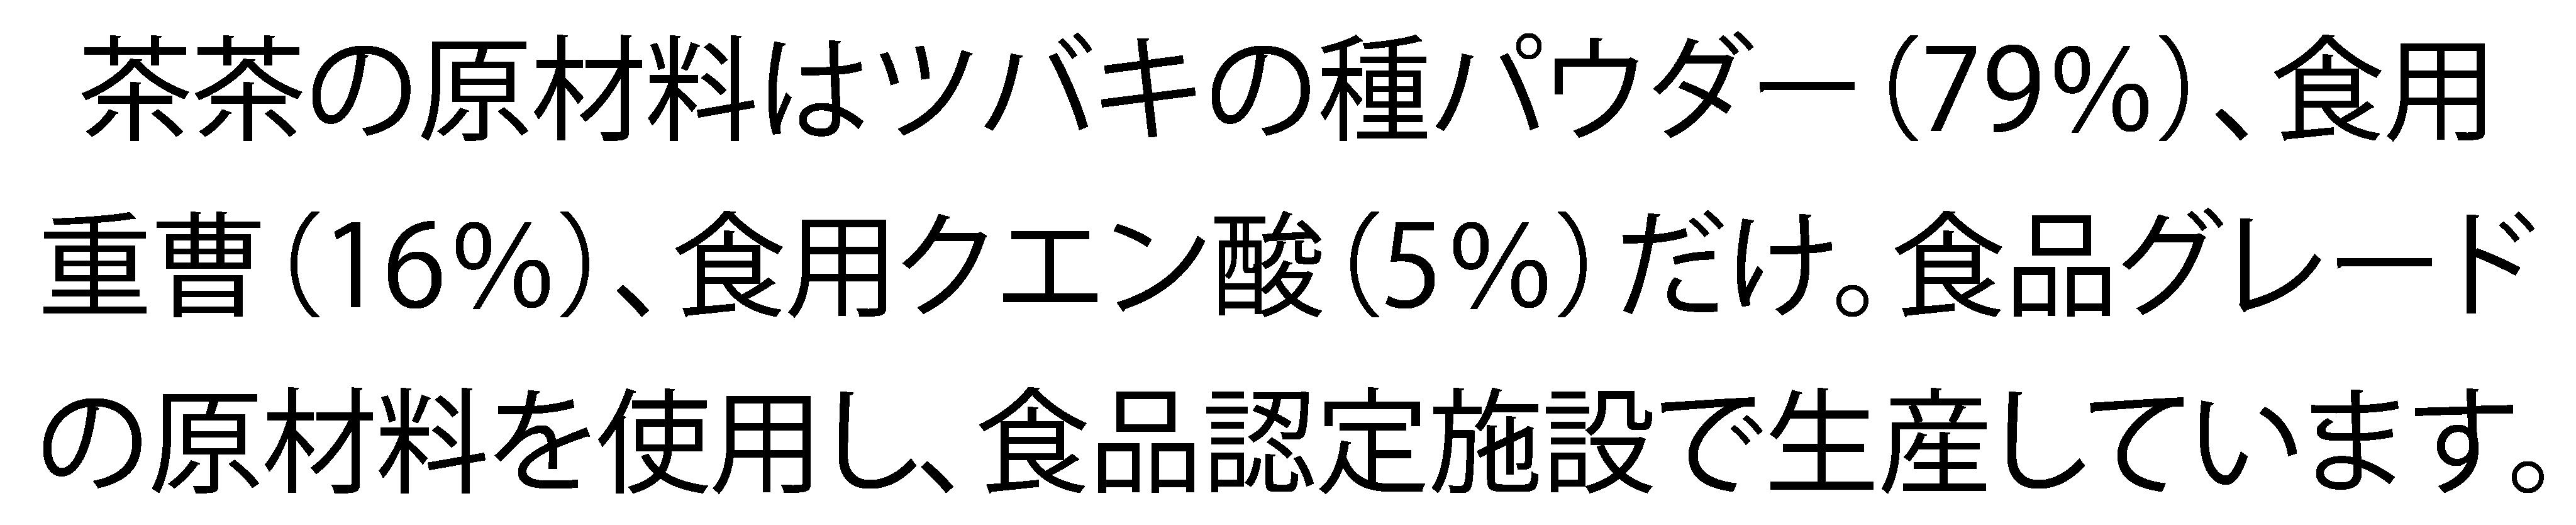 茶茶の原材料はツバキの種パウダー（79%）、食用
重曹（16%）、食用クエン酸（5%）だけ。食品グレード
の原材料を使用し、食品認定施設で生産しています。